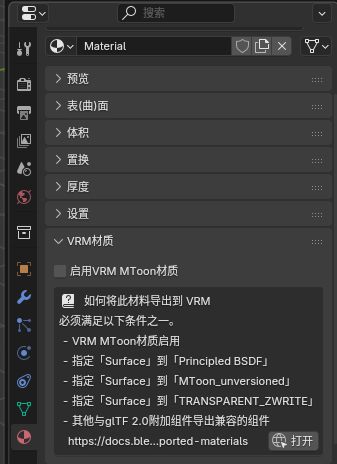 搜索
Material
预览
表(曲)面
体积
置换
厚度
设置
VRM材质
启用VRM MToon材质
如何将此材料导出到 VRM
必须满足以下条件之一。
- VRM MToon材质启用
- 指定「Surface」到「Principled BSDF」
- 指定「Surface」到「MToon_unversioned」
- 指定「Surface」到「TRANSPARENT_ZWRITE」
- 其他与glTF 2.0附加组件导出兼容的组件
https://docs.ble...ported-materials 打开